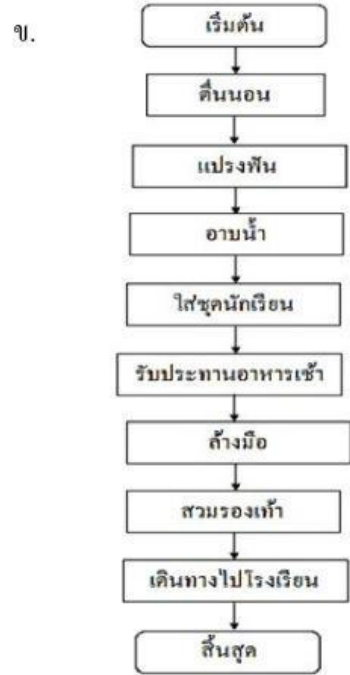 ข.
เริ่มต้น
ตื่นนอน
แปรงฟัน
อาบน้ำ
ใส่ชุดนักเรียน
รับประทานอาหารเช้า
ล้างมือ
สวมรองเท้า
เดินทางไปโรงเรียน
สิ้นสุด